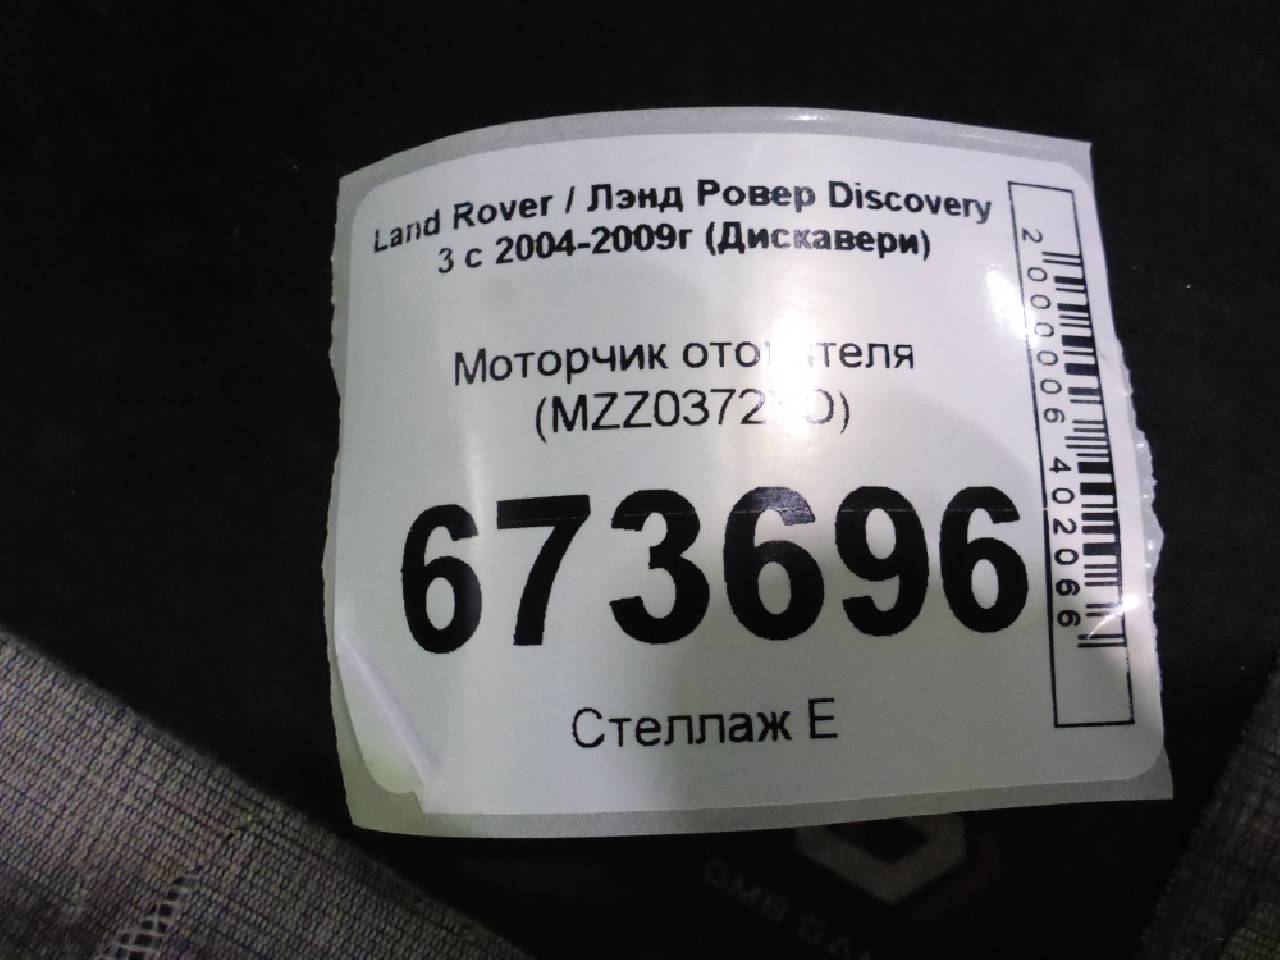 Land Rover / Лэнд Ровер Discovery
3 с 2004-2009г (Дискавери)
Моторчик
673696
Стеллаж Е
2000006402066